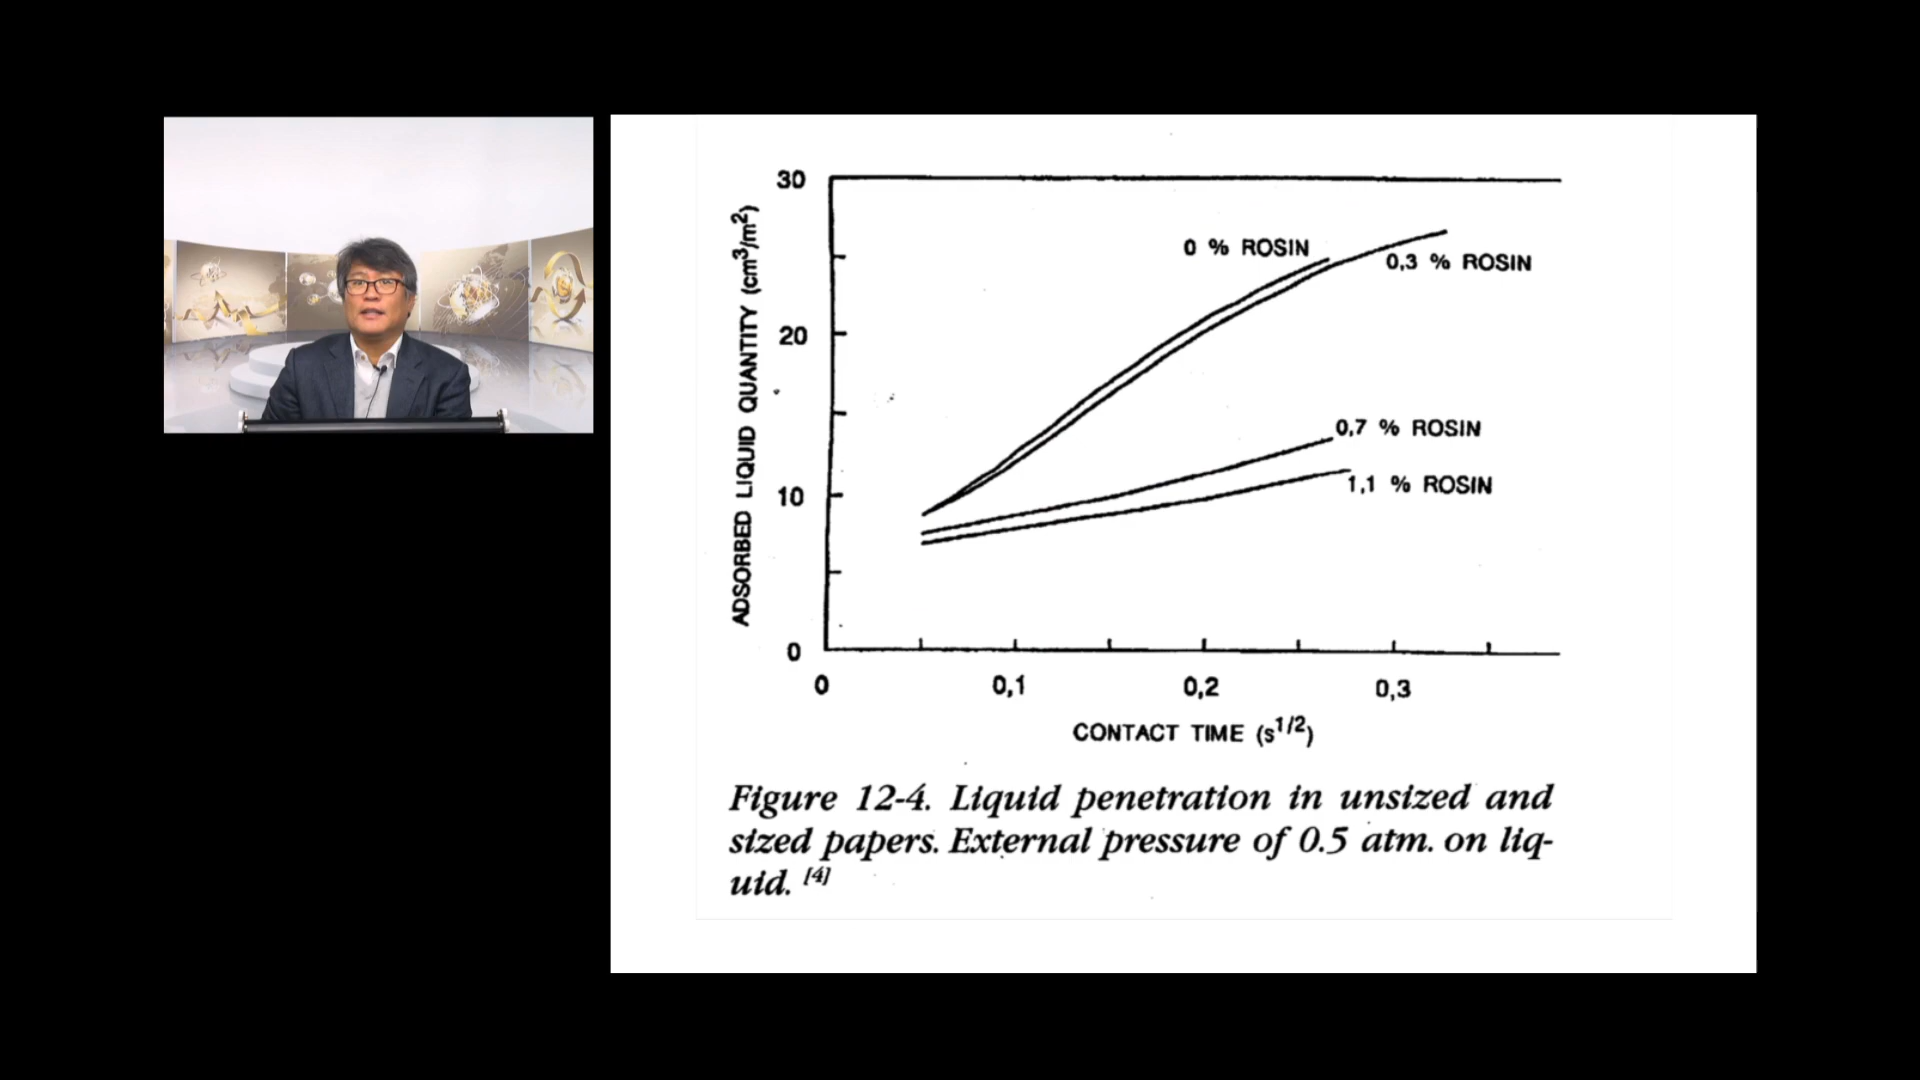 30
20
10
0
ADSORBED LIQUID QUANTITY (cm³/m²)
0 % ROSIN
0,3 % ROSIN
0,7 % ROSIN
1,1 % ROSIN
0 0,1 0,2 0,3
CONTACT TIME (s¹/²)
Figure 12-4. Liquid penetration in unsized and
sized papers. External pressure of 0.5 atm. on liq-
uid. [4]